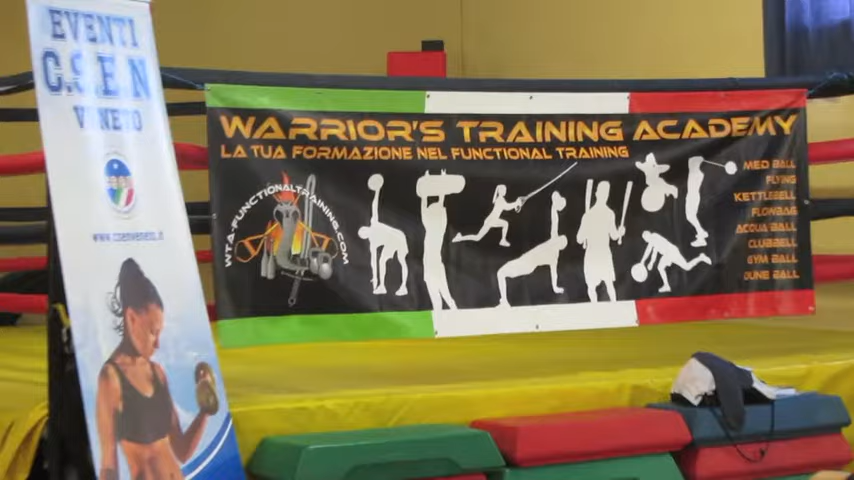 EVENTI
C.S.E.N
VENETO
www.csenveneto.it
WARRIOR'S TRAINING ACADEMY
LA TUA FORMAZIONE NEL FUNCTIONAL TRAINING
WTA-FUNCTIONALTRAINING.COM
MED BALL
FLYING
KETTLEBELL
FLOWBAG
ACQUA BALL
CLUBBELL
GYM BALL
DUNE BALL